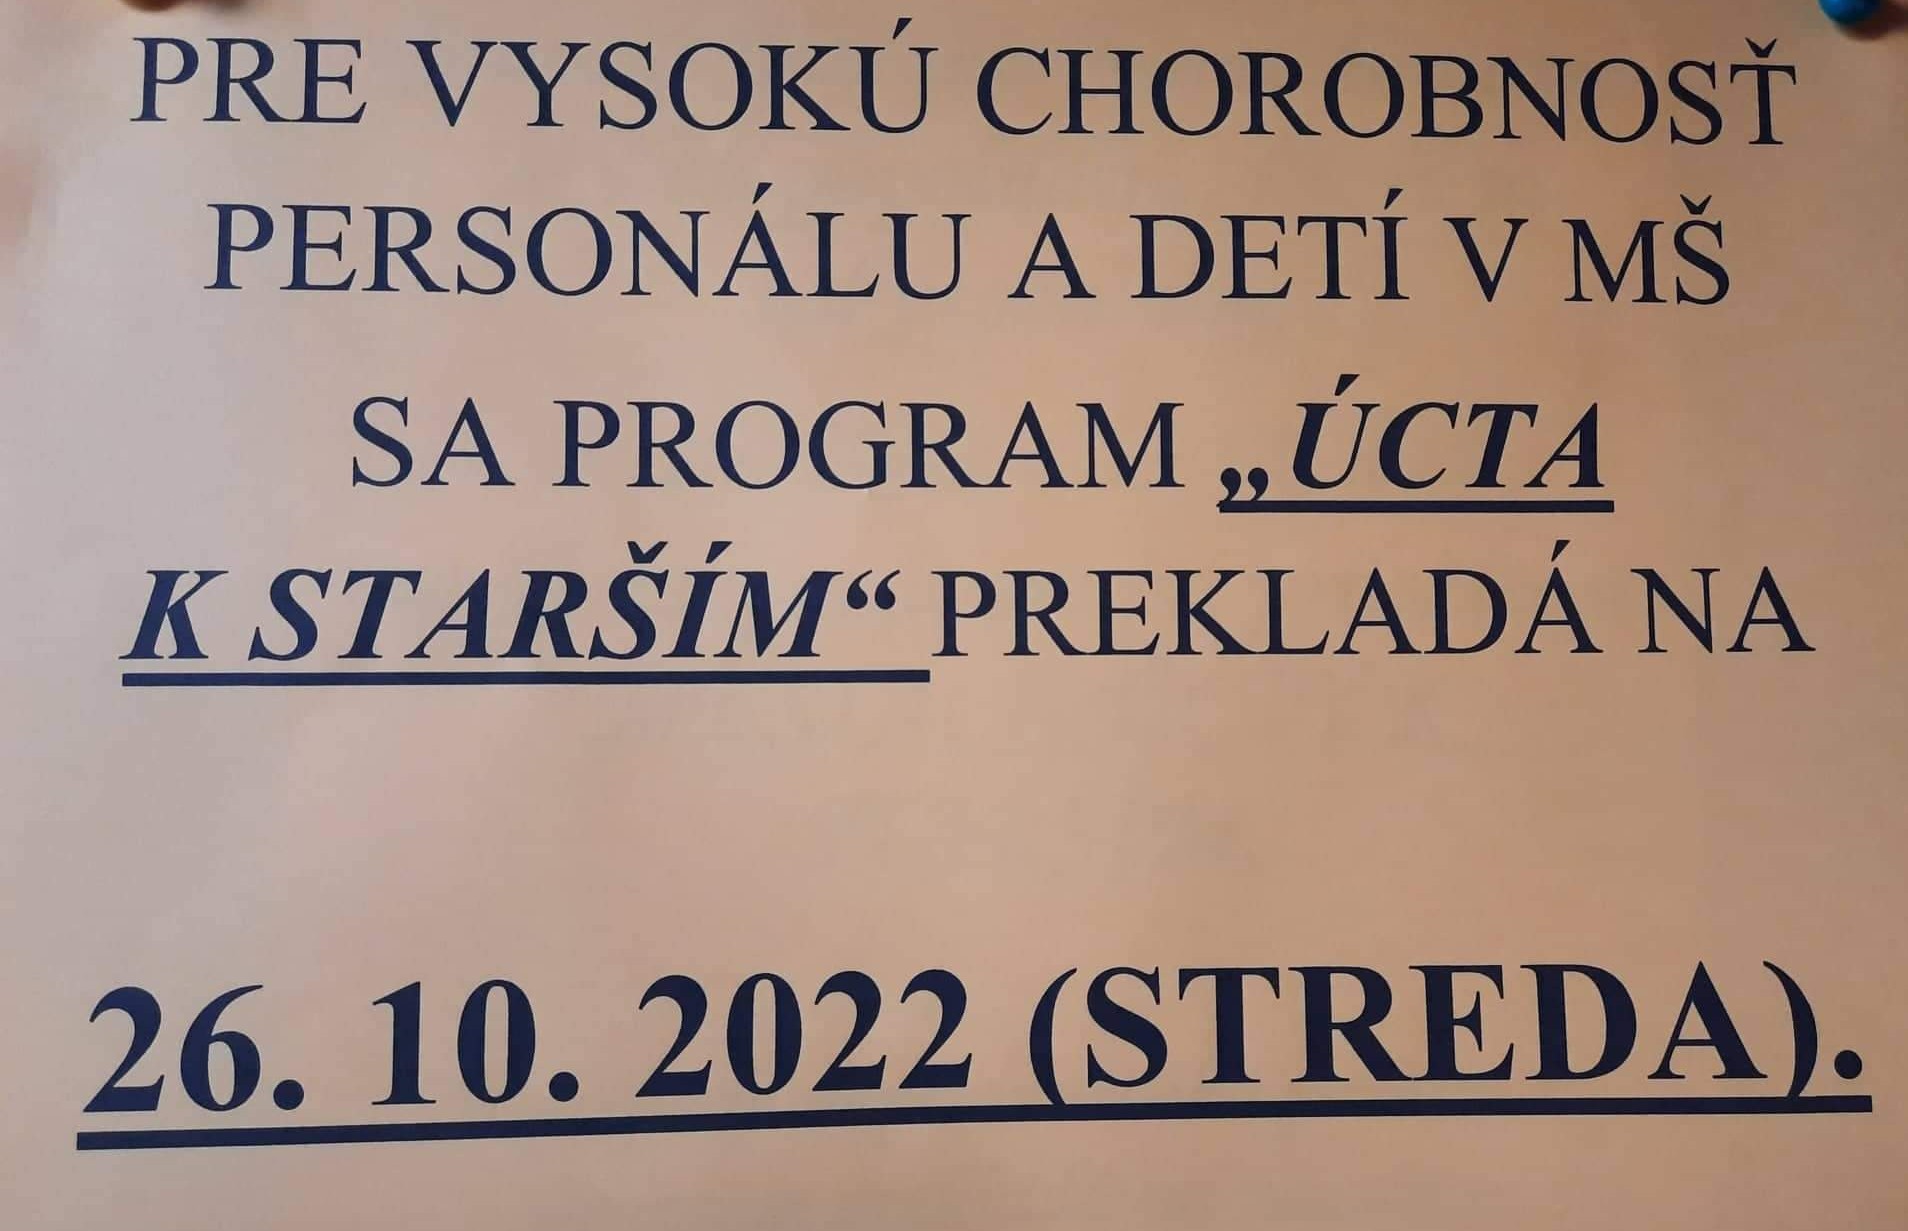 PRE VYSOKÚ CHOROBNOSŤ
PERSONÁLU A DETÍ V MŠ
SA PROGRAM „ÚCTA
K STARŠÍM“ PREKLADÁ NA
26. 10. 2022 (STREDA).